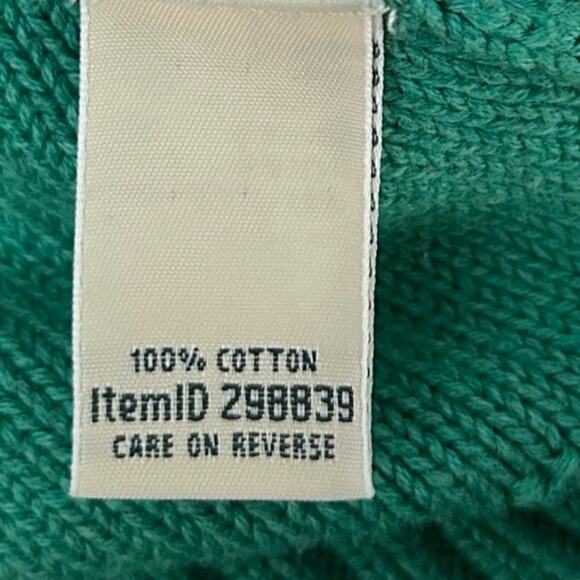 100% COTTON
ItemID 298839
CARE ON REVERSE